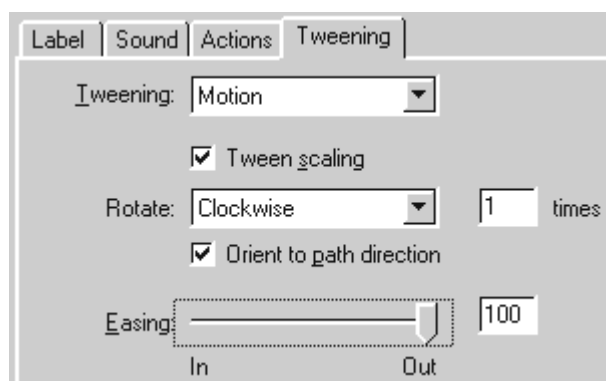 Label Sound Actions Tweening
Tweening: Motion
Tween scaling
Rotate: Clockwise 1 times
Orient to path direction
Easing: 100
In Out